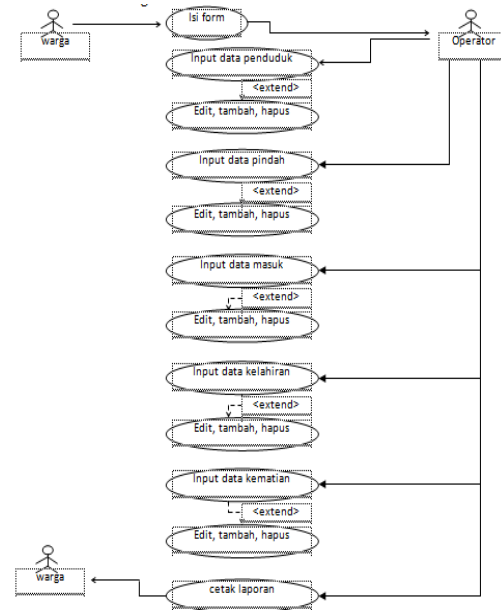 Isi form
warga
Operator
Input data penduduk
<extend>
Edit, tambah, hapus
Input data pindah
<extend>
Edit, tambah, hapus
Input data masuk
<extend>
Edit, tambah, hapus
Input data kelahiran
<extend>
Edit, tambah, hapus
Input data kematian
<extend>
Edit, tambah, hapus
warga
cetak laporan